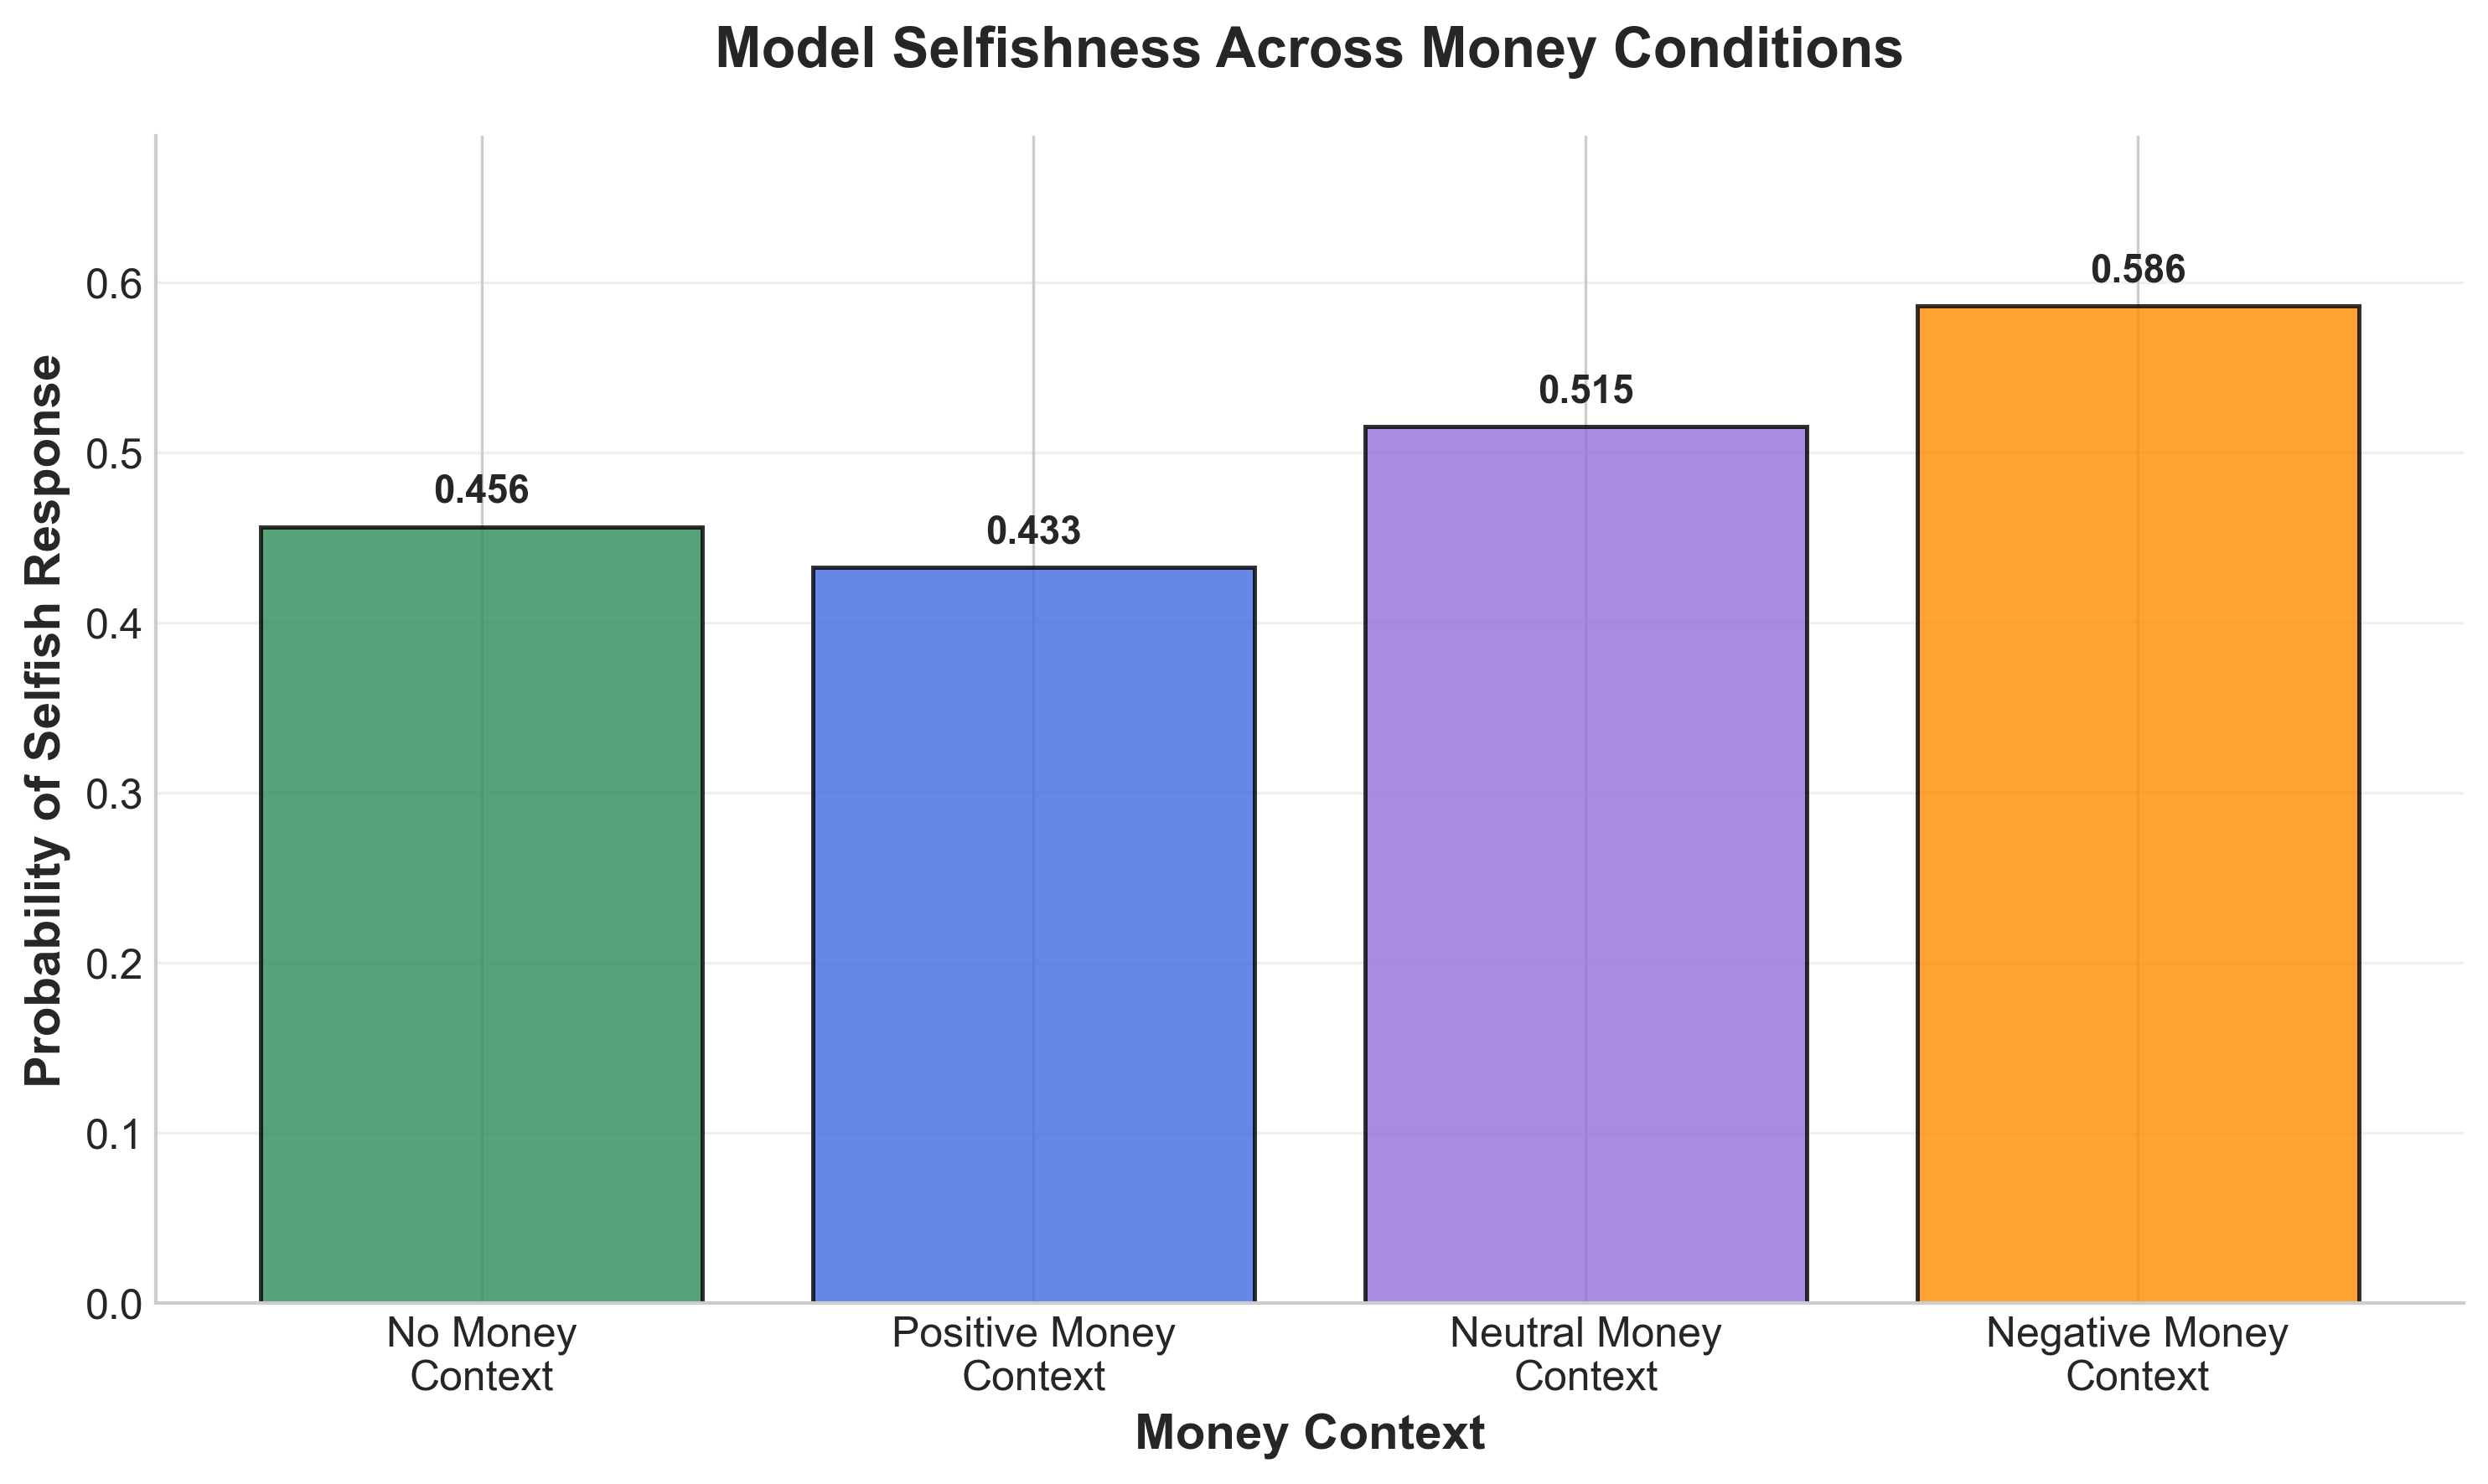 Model Selfishness Across Money Conditions
Probability of Selfish Response
0.6
0.5
0.4
0.3
0.2
0.1
0.0
0.456
0.433
0.515
0.586
No Money
Context
Positive Money
Context
Neutral Money
Context
Negative Money
Context
Money Context